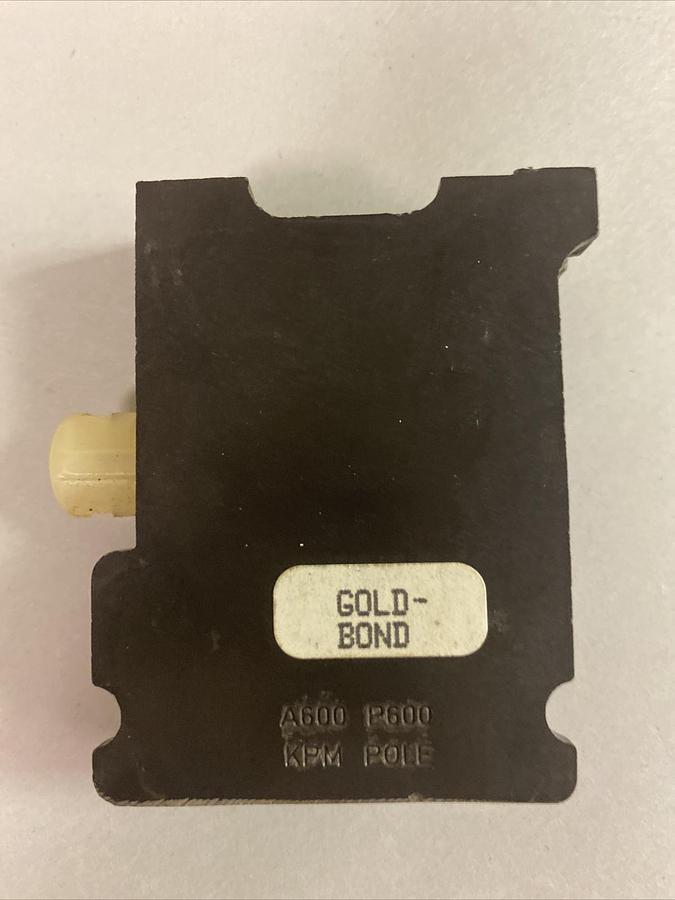 GOLD-
BOND
A600 P600
KPM POLE